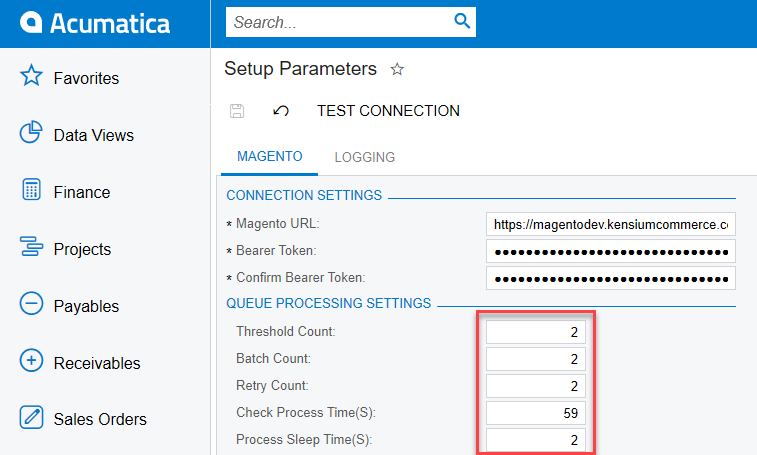 Acumatica
Search...
Favorites
Data Views
Finance
Projects
Payables
Receivables
Sales Orders
Setup Parameters
TEST CONNECTION
MAGENTO LOGGING
CONNECTION SETTINGS
* Magento URL: https://magentodev.kensiumcommerce.c
* Bearer Token: ••••••••••••••••••••••••••••••
* Confirm Bearer Token: ••••••••••••••••••••••••••••••
QUEUE PROCESSING SETTINGS
Threshold Count: 2
Batch Count: 2
Retry Count: 2
Check Process Time(S): 59
Process Sleep Time(S): 2